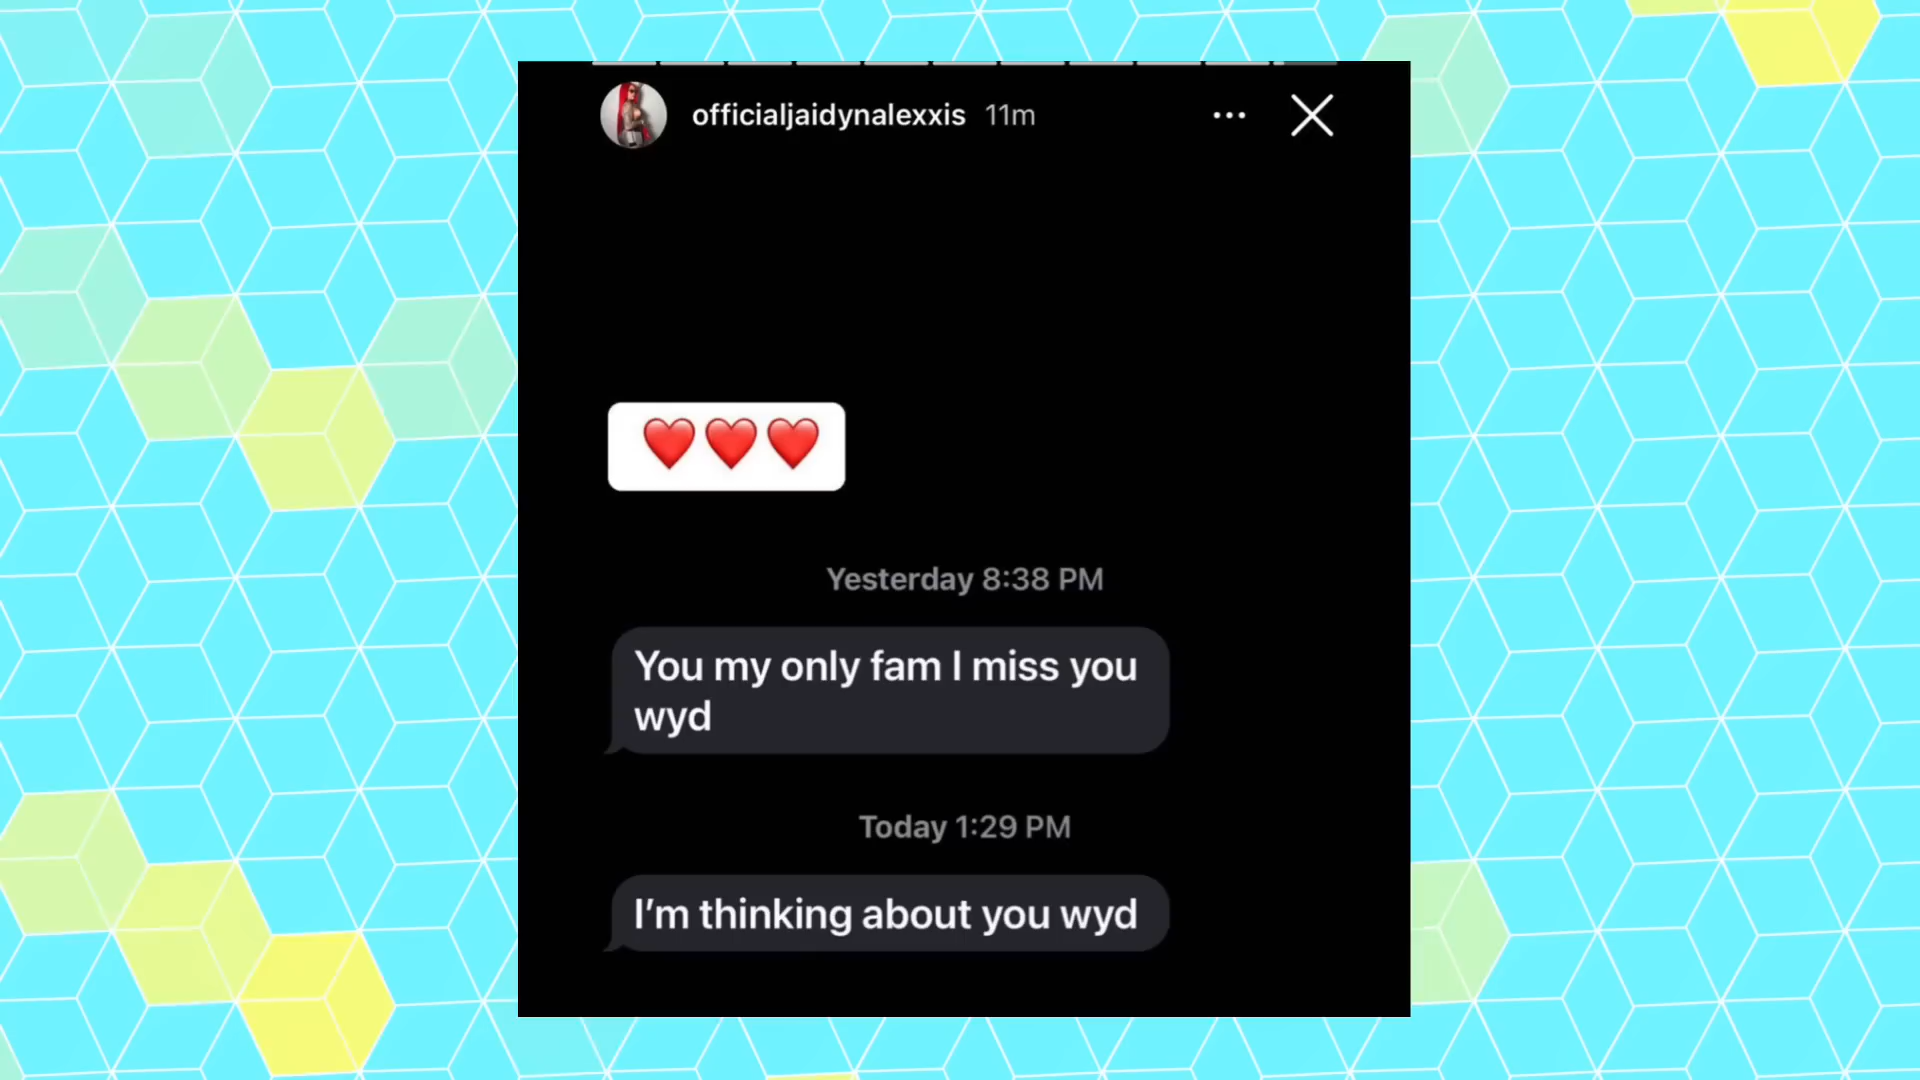 officialjaidynalexxis 11m
❤️❤️❤️
Yesterday 8:38 PM
You my only fam I miss you
wyd
Today 1:29 PM
I'm thinking about you wyd